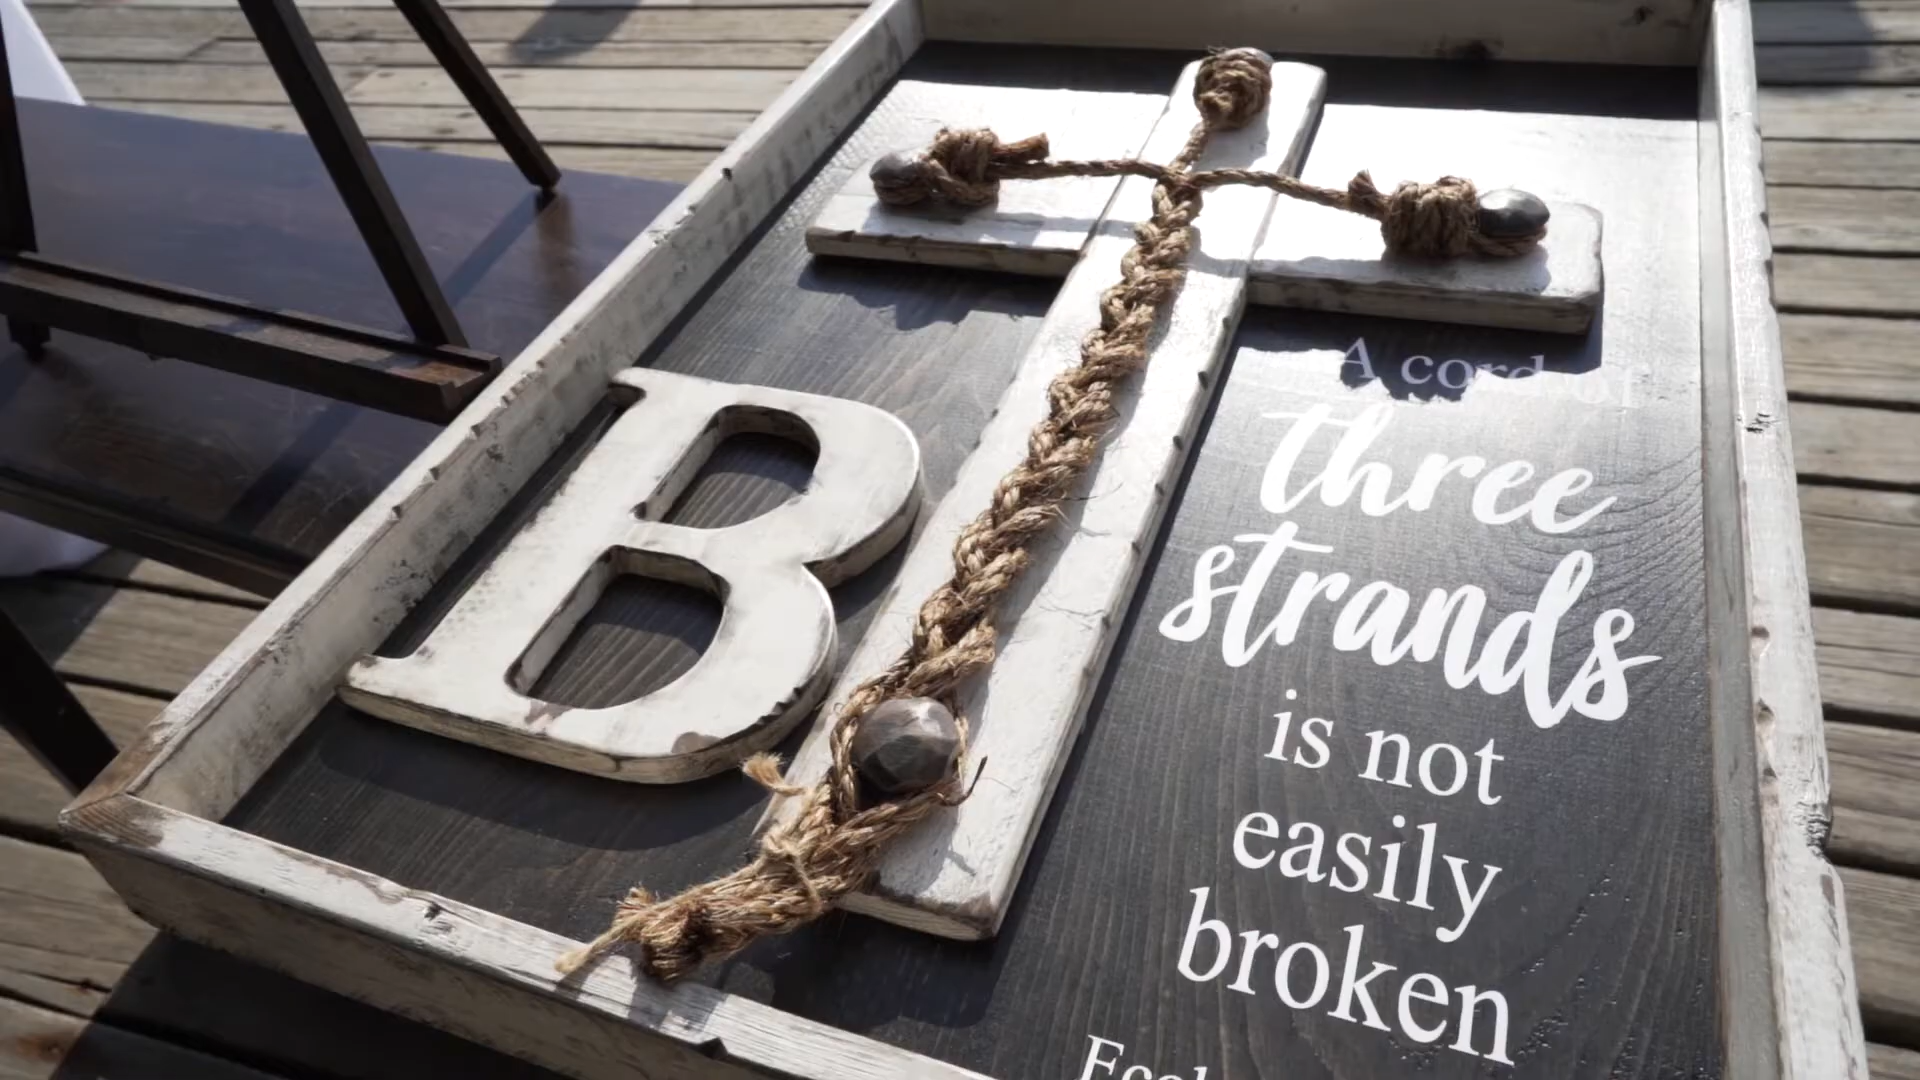 B
A cord of
three
strands
is not
easily
broken